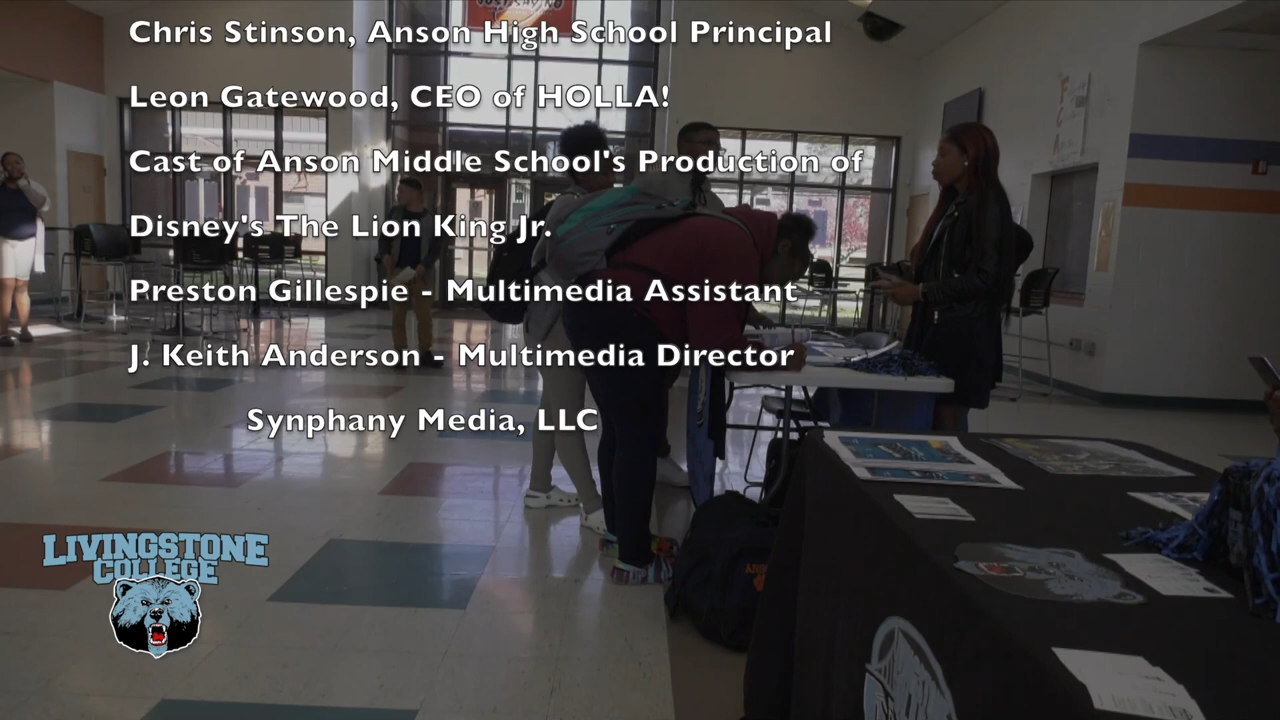 Chris Stinson, Anson High School Principal
Leon Gatewood, CEO of HOLLA!
Cast of Anson Middle School's Production of
Disney's The Lion King Jr.
Preston Gillespie - Multimedia Assistant
J. Keith Anderson - Multimedia Director
Synphany Media, LLC
LIVINGSTONE
COLLEGE